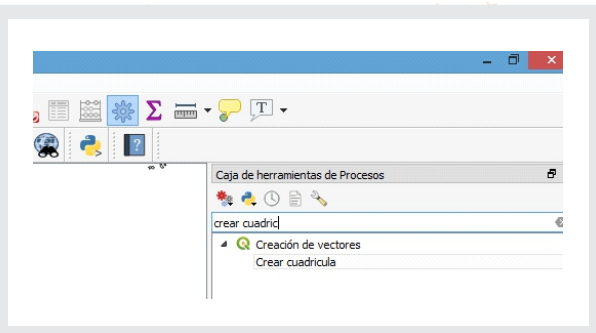 Caja de herramientas de Procesos
crear cuadric
Creación de vectores
Crear cuadricula